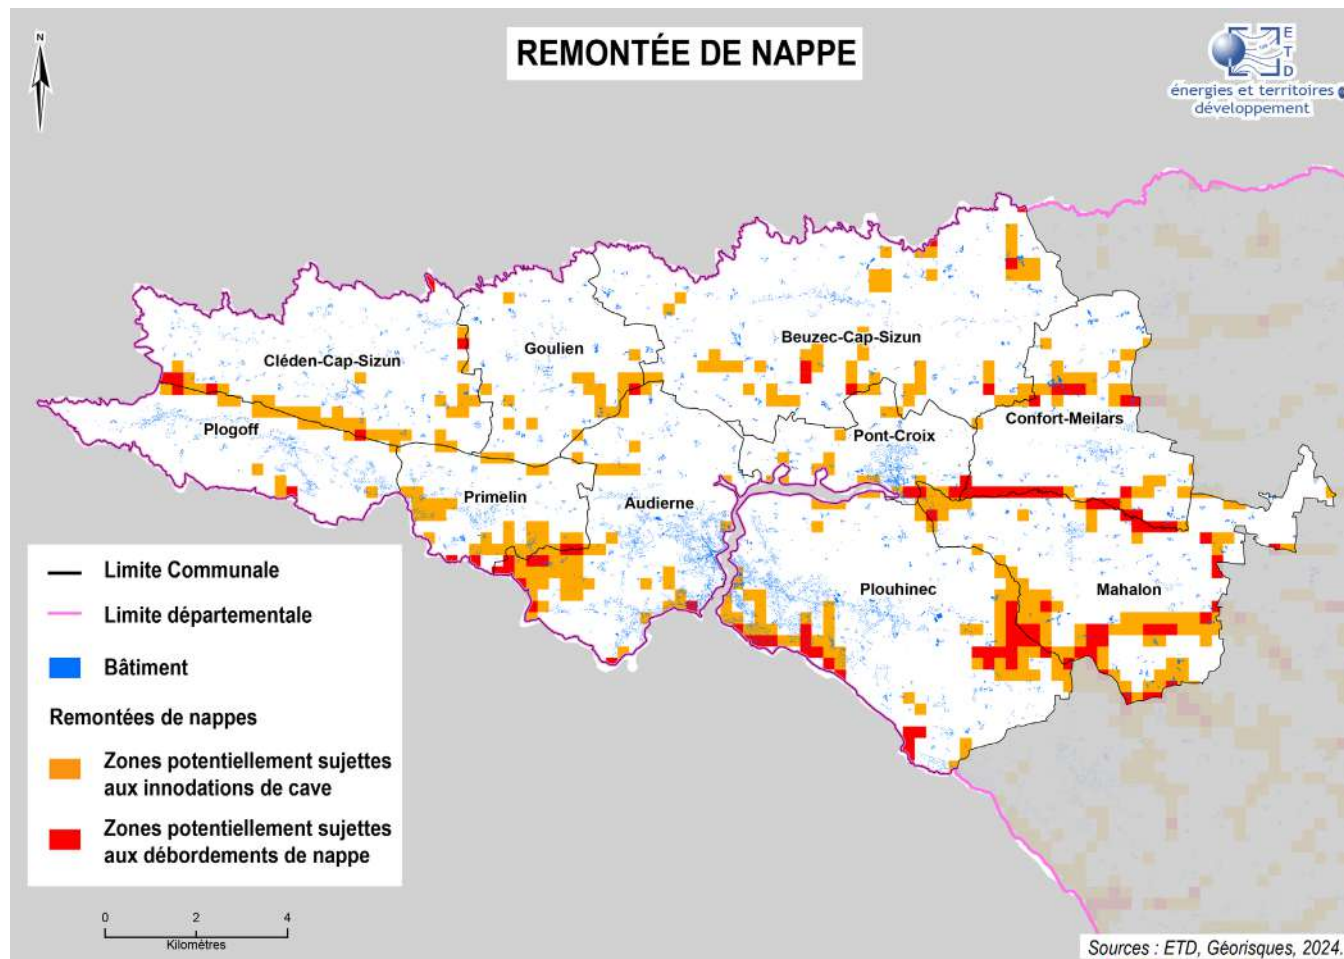 N
REMONTÉE DE NAPPE
E
T
D
énergies et territoires
développement
Beuzec-Cap-Sizun
Goulien
Cléden-Cap-Sizun
Confort-Meilars
Plogoff
Pont-Croix
Primelin
Audierne
Plouhinec
Mahalon
Limite Communale
Limite départementale
Bâtiment
Remontées de nappes
Zones potentiellement sujettes
aux innodations de cave
Zones potentiellement sujettes
aux débordements de nappe
0 2 4
Kilomètres
Sources : ETD, Géorisques, 2024.